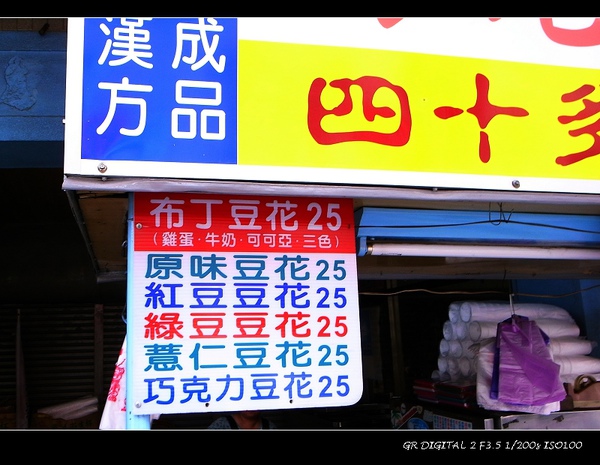 漢 成
方 品
四十多
布丁豆花25
(雞蛋·牛奶·可可亞·三色)
原味豆花25
紅豆豆花25
綠豆豆花25
薏仁豆花25
巧克力豆花25
GR DIGITAL 2 F3.5 1/200s ISO100